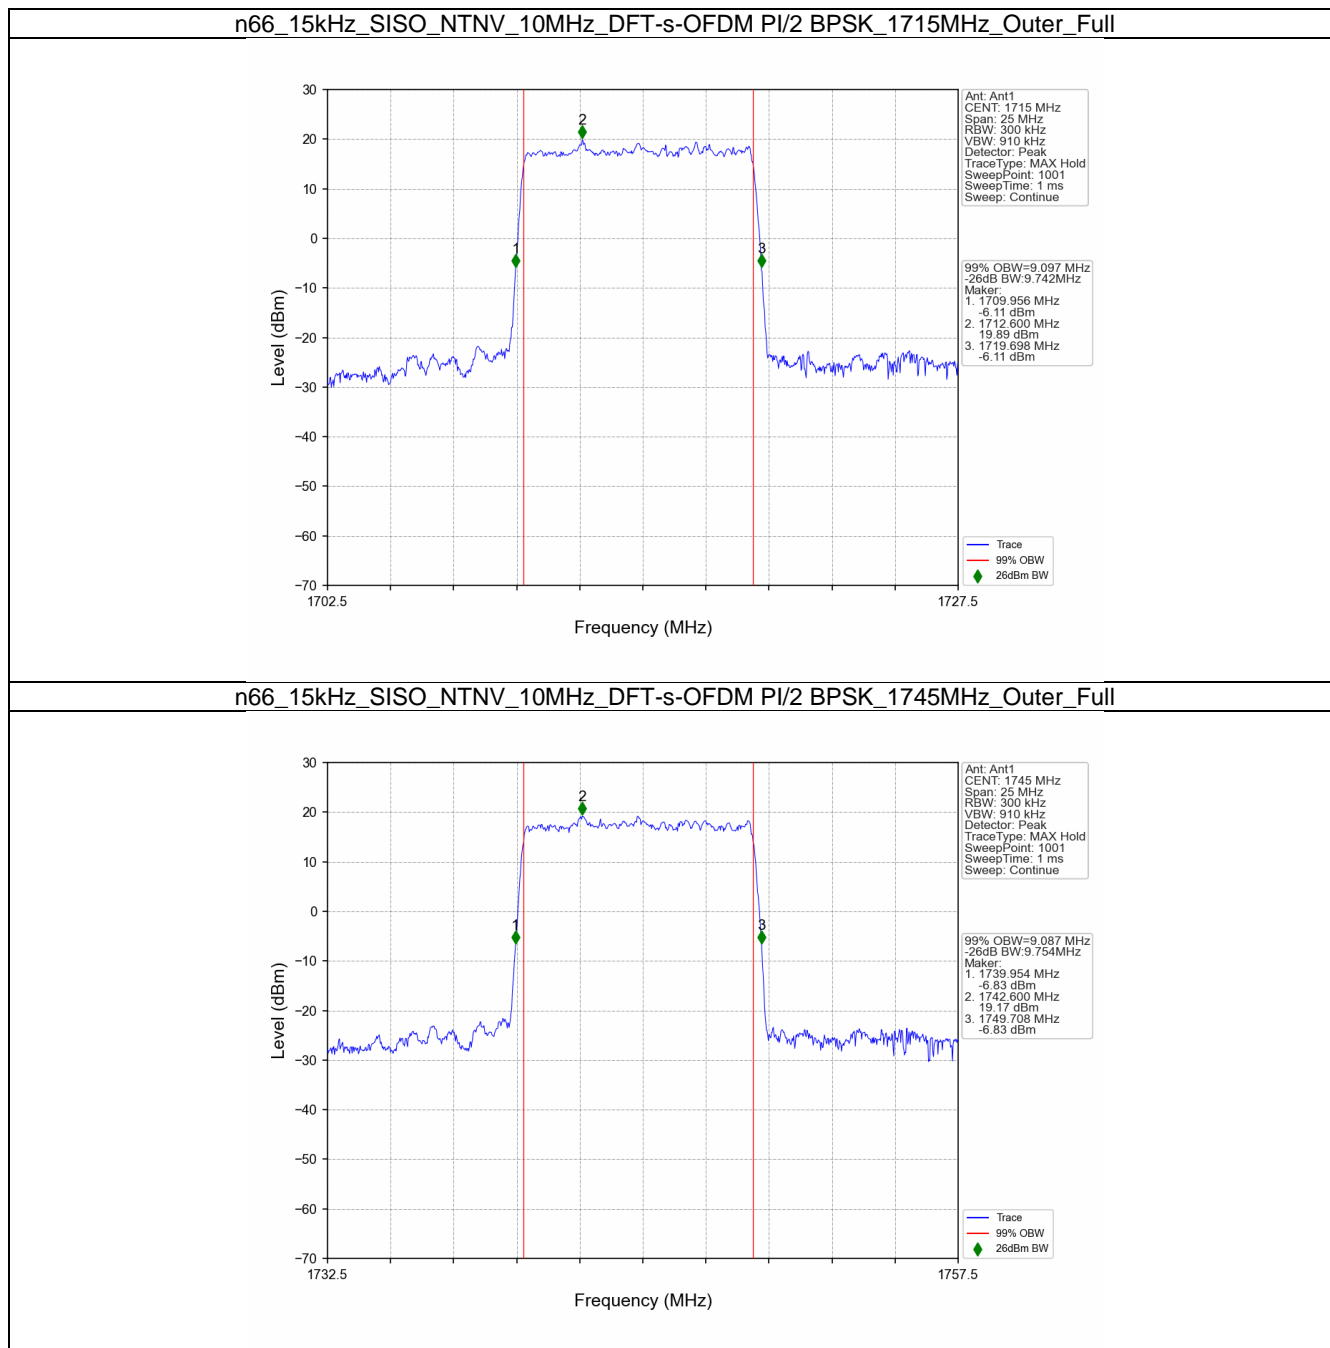 n66_15kHz_SISO_NTNV_10MHz_DFT-s-OFDM PI/2 BPSK_1715MHz_Outer_Full
30
20
10
0
−10
−20
−30
−40
−50
−60
−70
Level (dBm)
1702.5
1727.5
Frequency (MHz)
1
2
3
Ant: Ant1
CENT: 1715 MHz
Span: 25 MHz
RBW: 300 kHz
VBW: 910 kHz
Detector: Peak
TraceType: MAX Hold
SweepPoint: 1001
SweepTime: 1 ms
Sweep: Continue
99% OBW=9.097 MHz
-26dB BW:9.742MHz
Maker:
1. 1709.956 MHz
-6.11 dBm
2. 1712.600 MHz
19.89 dBm
3. 1719.698 MHz
-6.11 dBm
Trace
99% OBW
26dBm BW
n66_15kHz_SISO_NTNV_10MHz_DFT-s-OFDM PI/2 BPSK_1745MHz_Outer_Full
30
20
10
0
−10
−20
−30
−40
−50
−60
−70
Level (dBm)
1732.5
1757.5
Frequency (MHz)
1
2
3
Ant: Ant1
CENT: 1745 MHz
Span: 25 MHz
RBW: 300 kHz
VBW: 910 kHz
Detector: Peak
TraceType: MAX Hold
SweepPoint: 1001
SweepTime: 1 ms
Sweep: Continue
99% OBW=9.087 MHz
-26dB BW:9.754MHz
Maker:
1. 1739.954 MHz
-6.83 dBm
2. 1742.600 MHz
19.17 dBm
3. 1749.708 MHz
-6.83 dBm
Trace
99% OBW
26dBm BW